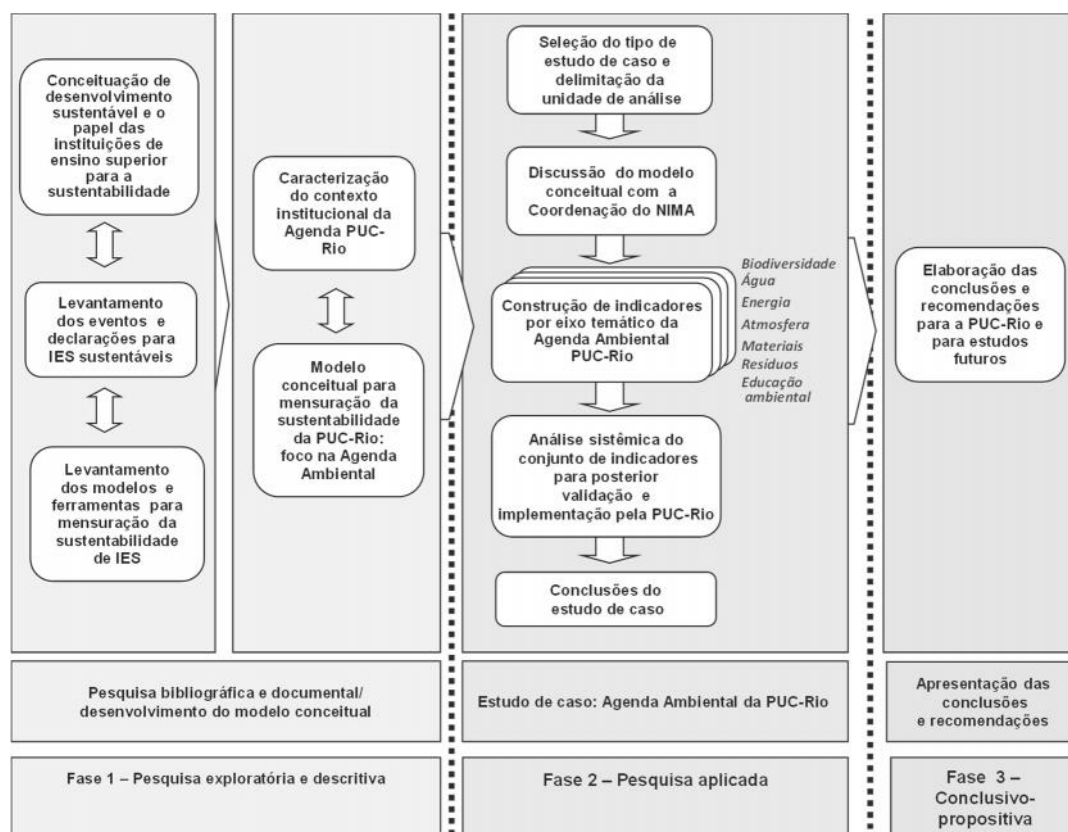 Conceituação de
desenvolvimento
sustentável e o
papel das
instituições de
ensino superior
para a
sustentabilidade
Levantamento
dos eventos e
declarações para
IES sustentáveis
Levantamento
dos modelos e
ferramentas para
mensuração da
sustentabilidade
de IES
Caracterização
do contexto
institucional da
Agenda PUC-
Rio
Modelo
conceitual para
mensuração da
sustentabilidade
da PUC-Rio:
foco na Agenda
Ambiental
Seleção do tipo de
estudo de caso e
delimitação da
unidade de análise
Discussão do modelo
conceitual com a
Coordenação do NIMA
Construção de indicadores
por eixo temático da
Agenda Ambiental
PUC-Rio
Biodiversidade
Água
Energia
Atmosfera
Materiais
Resíduos
Educação
ambiental
Análise sistêmica do
conjunto de indicadores
para posterior
validação e
implementação pela PUC-Rio
Conclusões do
estudo de caso
Elaboração das
conclusões e
recomendações
para a PUC-Rio e
para estudos
futuros
Pesquisa bibliográfica e documental/
desenvolvimento do modelo conceitual
Estudo de caso: Agenda Ambiental da PUC-Rio
Apresentação das
conclusões
e recomendações
Fase 1 – Pesquisa exploratória e descritiva
Fase 2 – Pesquisa aplicada
Fase 3 –
Conclusivo-
propositiva